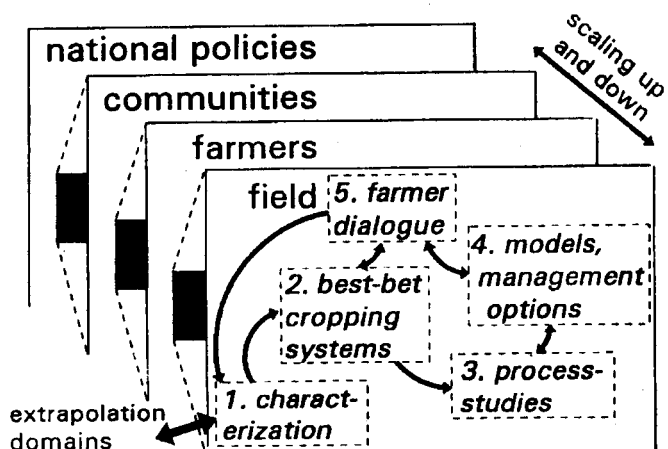 national policies
communities
farmers
field
scaling up
and down
5. farmer
dialogue
4. models,
management
options
2. best-bet
cropping
systems
3. process-
studies
1. charact-
erization
extrapolation
domains